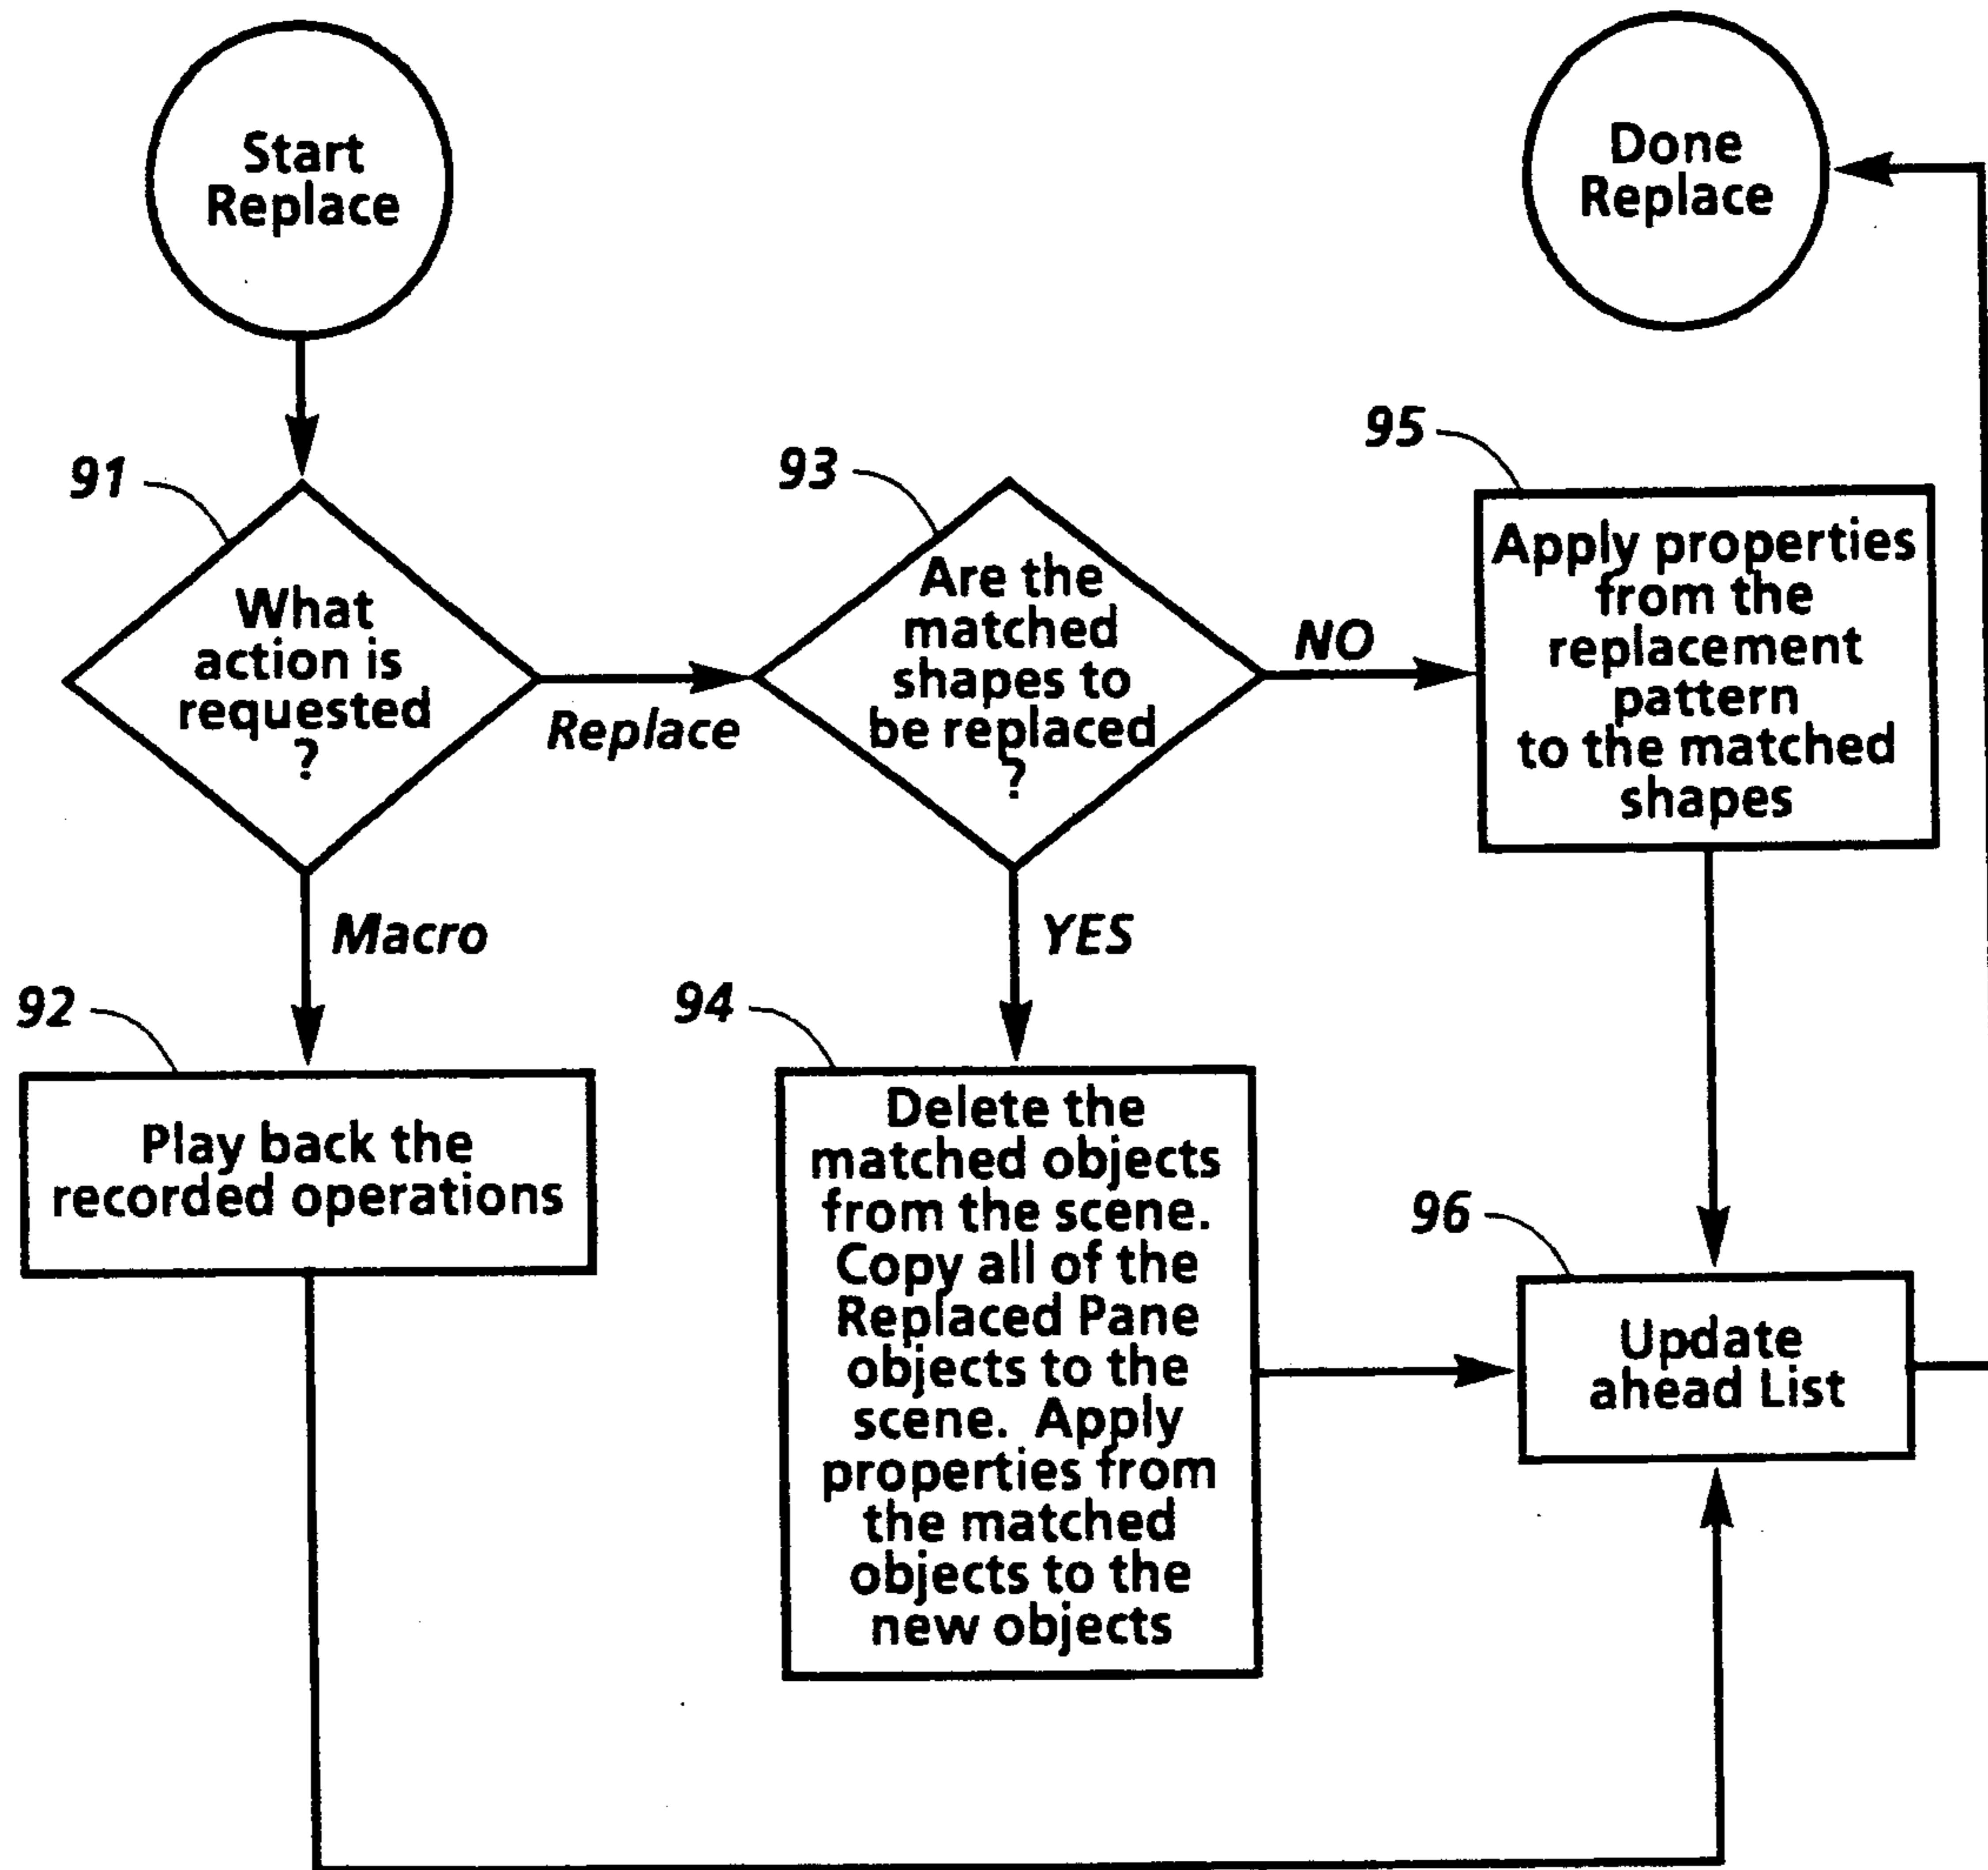 Start
Replace
Done
Replace
91
What
action is
requested
?
Replace
Macro
93
Are the
matched
shapes to
be replaced
?
NO
YES
95
Apply properties
from the
replacement
pattern
to the matched
shapes
92
Play back the
recorded operations
94
Delete the
matched objects
from the scene.
Copy all of the
Replaced Pane
objects to the
scene. Apply
properties from
the matched
objects to the
new objects
96
Update
ahead List